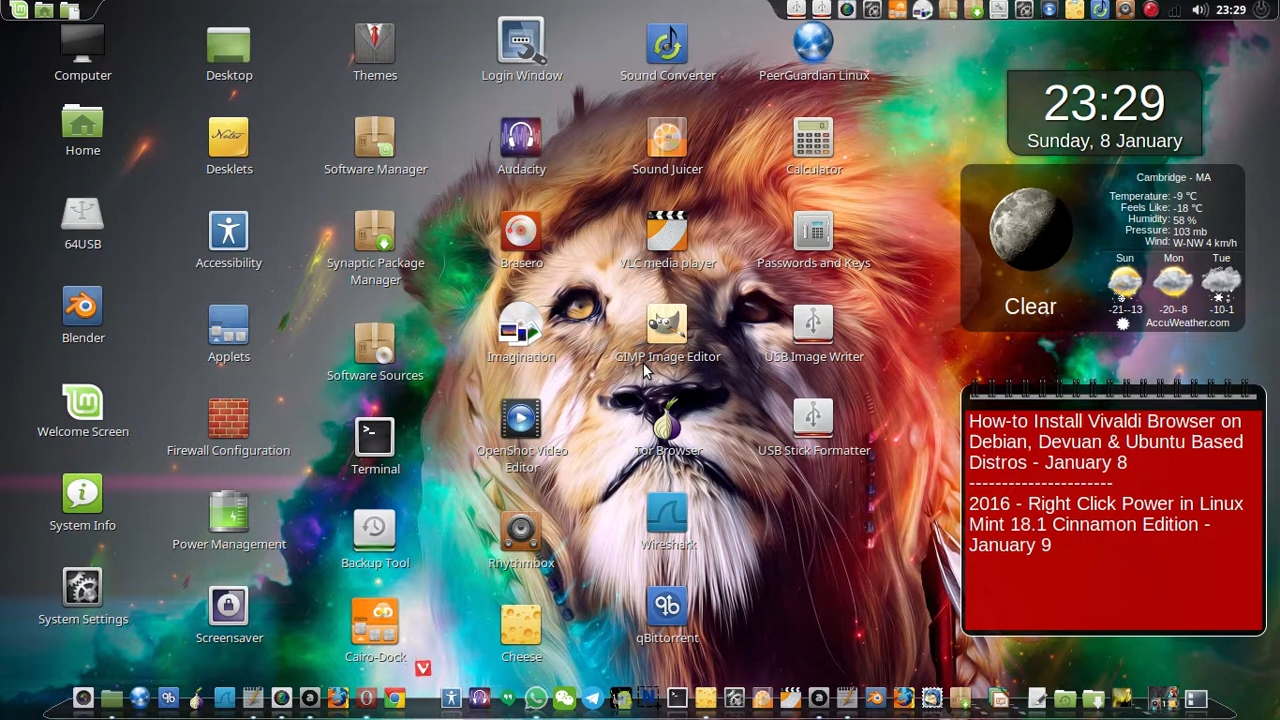 23:29
Computer
Desktop
Themes
Login Window
Sound Converter
PeerGuardian Linux
Home
Desklets
Software Manager
Audacity
Sound Juicer
Calculator
64USB
Accessibility
Synaptic Package
Manager
Brasero
VLC media player
Passwords and Keys
Blender
Applets
Software Sources
Imagination
GIMP Image Editor
USB Image Writer
Welcome Screen
Firewall Configuration
Terminal
OpenShot Video
Editor
Tor Browser
USB Stick Formatter
System Info
Power Management
Backup Tool
Rhythmbox
Wireshark
System Settings
Screensaver
Cairo-Dock
Cheese
qBittorrent
23:29
Sunday, 8 January
Cambridge - MA
Temperature: -9 ℃
Feels Like: -18 ℃
Humidity: 58 %
Pressure: 103 mb
Wind: W-NW 4 km/h
Clear
Sun Mon Tue
-21--13 -20--8 -10-1
AccuWeather.com
How-to Install Vivaldi Browser on
Debian, Devuan & Ubuntu Based
Distros - January 8
----------------------
2016 - Right Click Power in Linux
Mint 18.1 Cinnamon Edition -
January 9